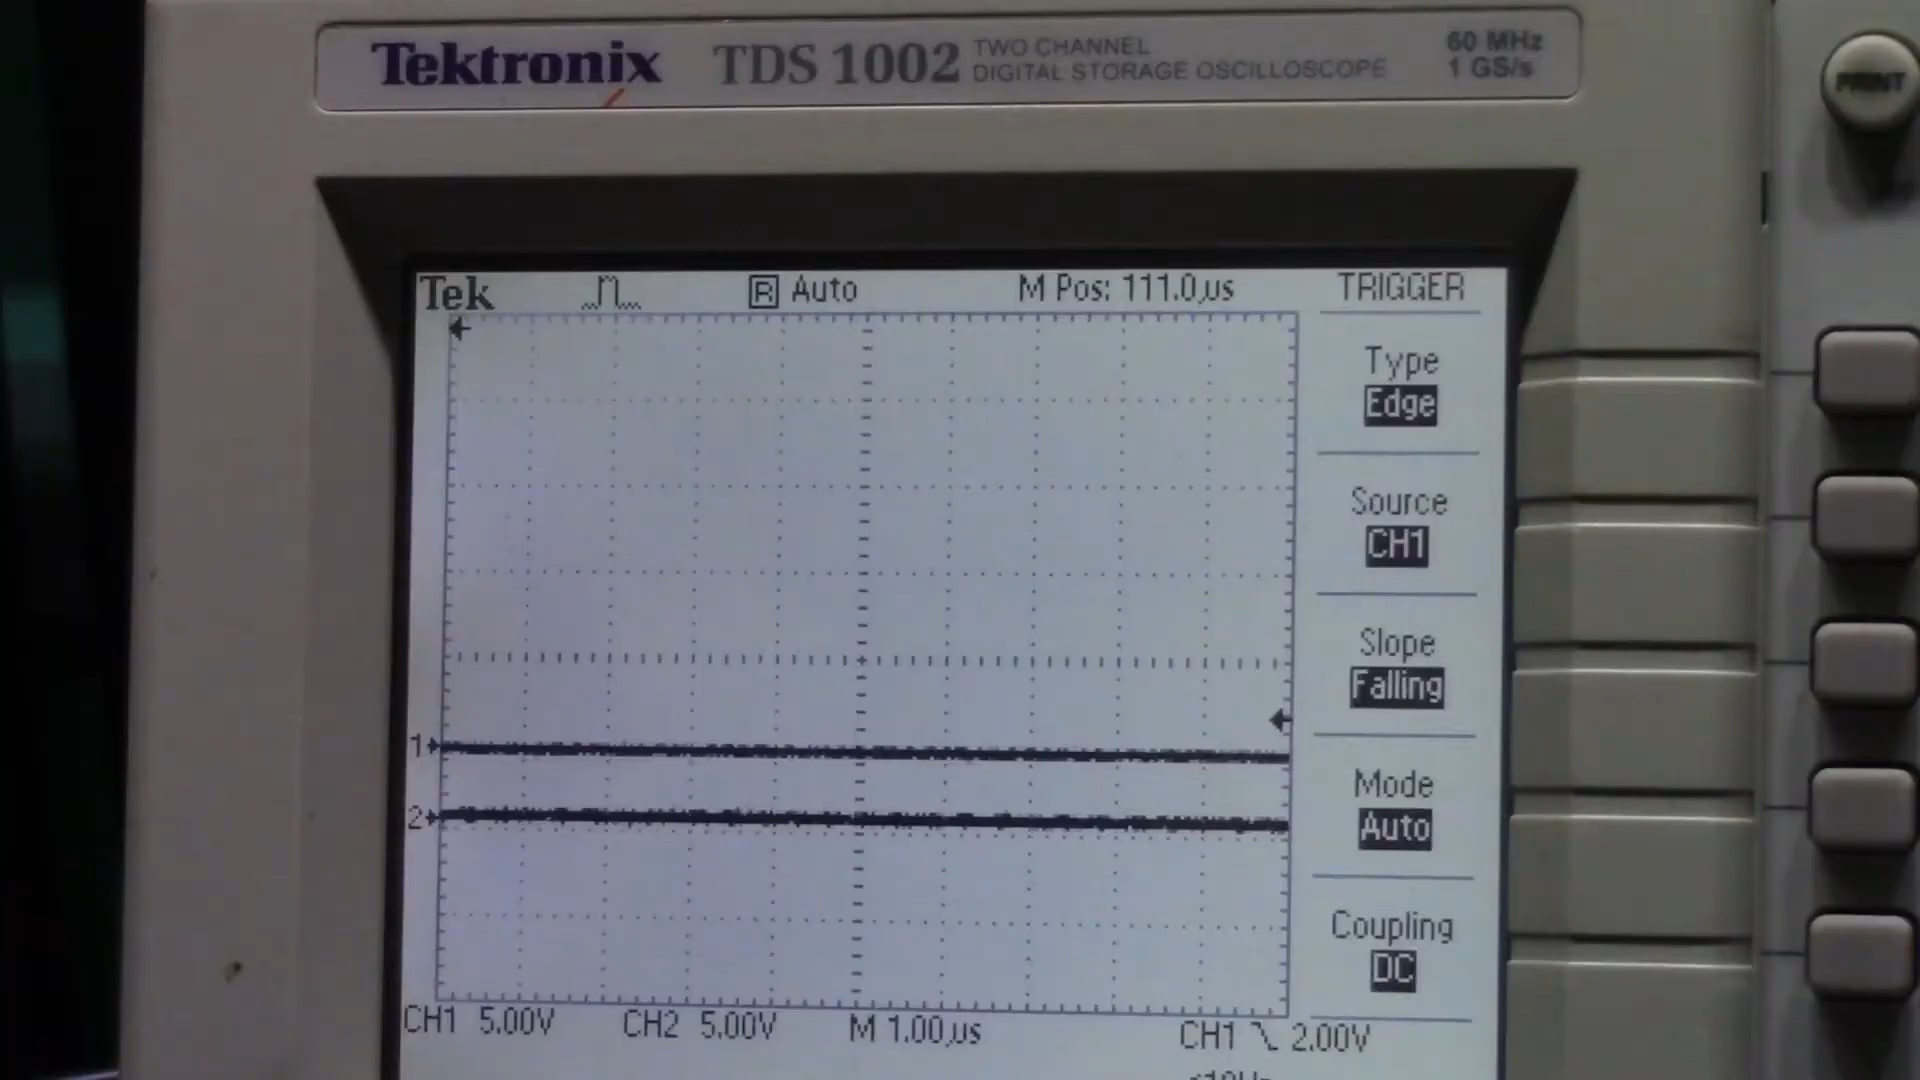 Tektronix TDS 1002 TWO CHANNEL DIGITAL STORAGE OSCILLOSCOPE 60 MHz 1 GS/s
PRINT
Tek R Auto M Pos: 111.0µs TRIGGER
Type
Edge
Source
CH1
Slope
Falling
1
Mode
2
Auto
Coupling
DC
CH1 5.00V CH2 5.00V M 1.00µs CH1 2.00V